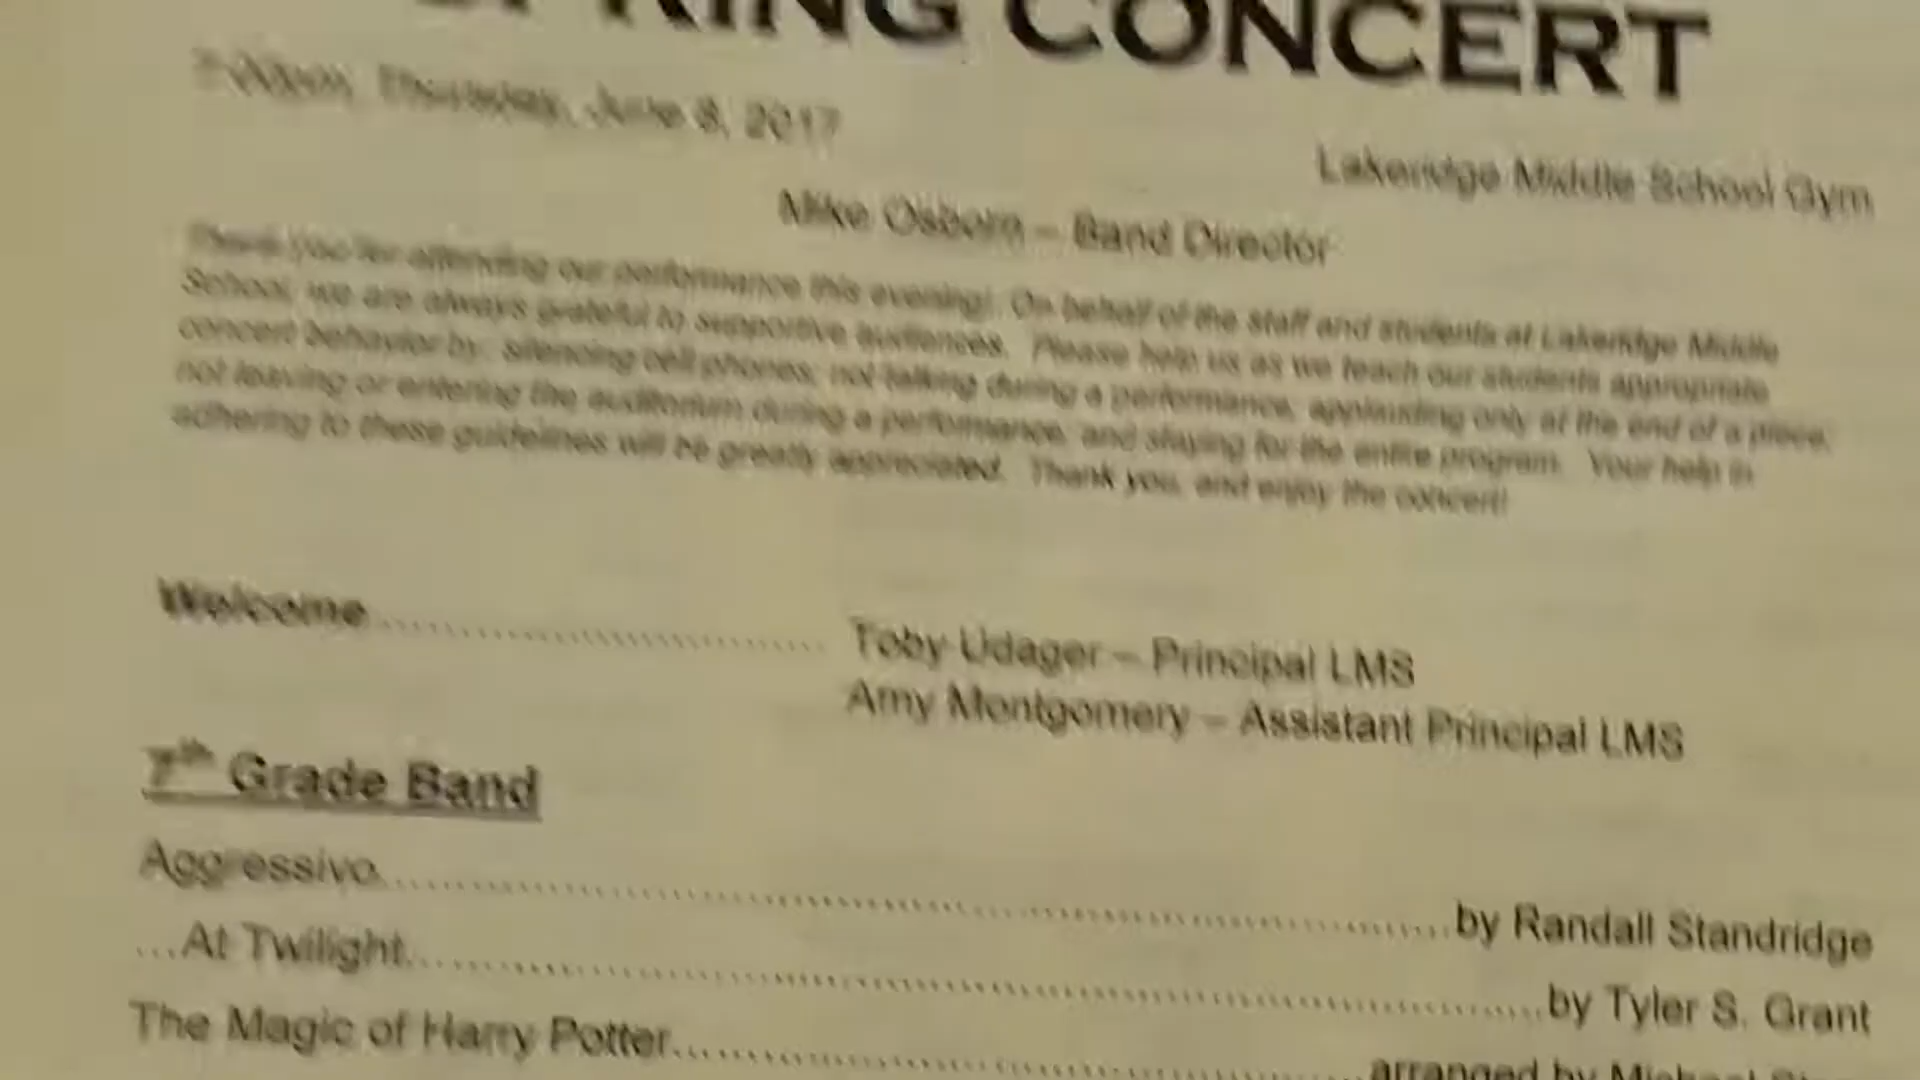 SPRING CONCERT
7:00pm, Thursday, June 8, 2017
Lakeridge Middle School Gym
Mike Osborn – Band Director
Thank you for attending our performance this evening!  On behalf of the staff and students at Lakeridge Middle
School, we are always grateful to supportive audiences.  Please help us as we teach our students appropriate
concert behavior by: silencing cell phones, not talking during a performance, applauding only at the end of a piece,
not leaving or entering the auditorium during a performance, and staying for the entire program.  Your help in
adhering to these guidelines will be greatly appreciated.  Thank you, and enjoy the concert!
Welcome.......................................... Toby Udager – Principal LMS
Amy Montgomery – Assistant Principal LMS
7th Grade Band
Aggressivo.......................................................................by Randall Standridge
...At Twilight.......................................................................by Tyler S. Grant
The Magic of Harry Potter..................................................arranged by Michael